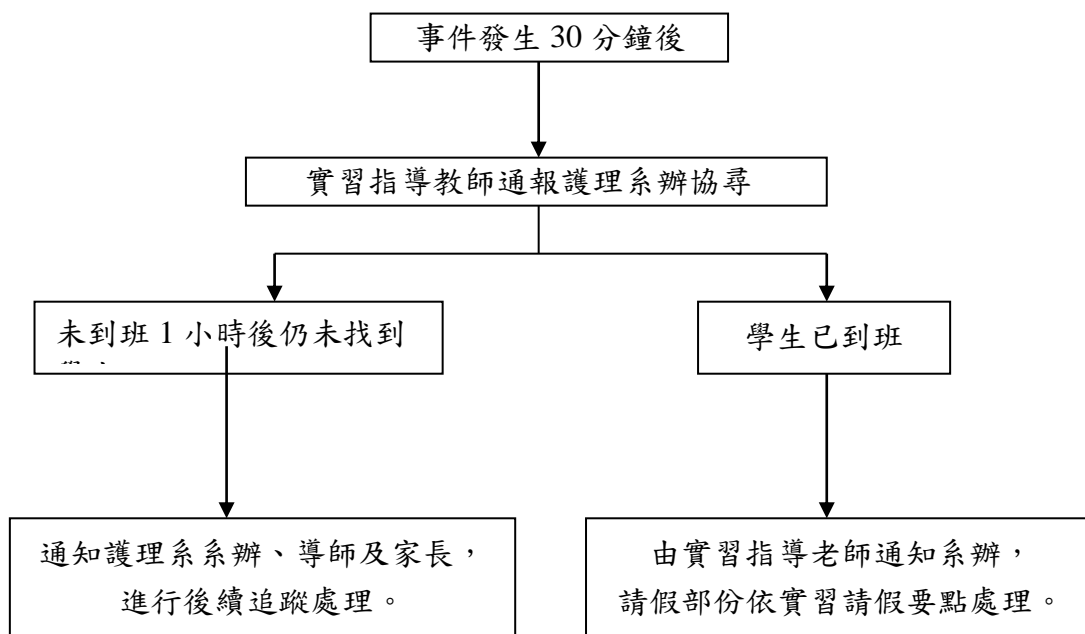 事件發生 30 分鐘後
實習指導教師通報護理系辦協尋
未到班 1 小時後仍未找到
學生已到班
通知護理系系辦、導師及家長，
進行後續追蹤處理。
由實習指導老師通知系辦，
請假部份依實習請假要點處理。